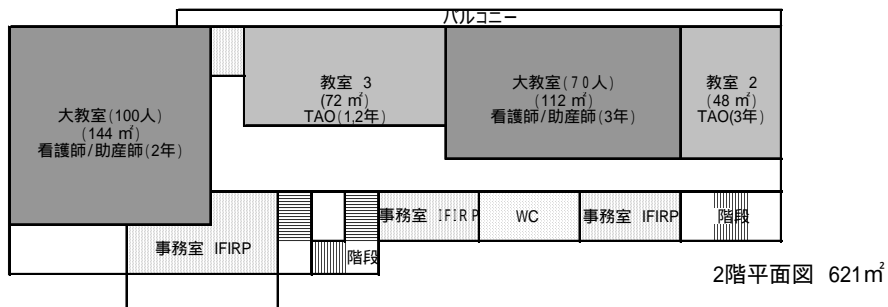 バルコニー
大教室(100人)
(144 ㎡)
看護師/助産師(2年)
教室 3
(72 ㎡)
TAO(1,2年)
大教室(70人)
(112 ㎡)
看護師/助産師(3年)
教室 2
(48 ㎡)
TAO(3年)
事務室 IFIRP
階段
事務室 IFIRP
WC
事務室 IFIRP
階段
2階平面図 621㎡